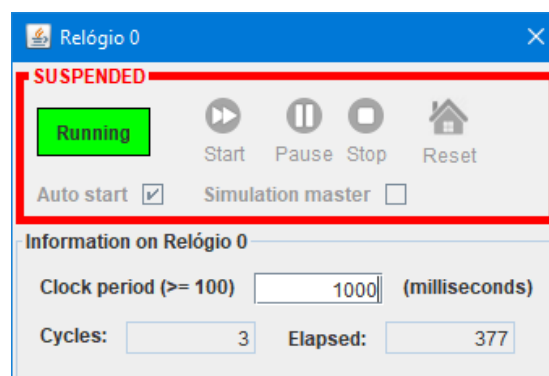 Relógio 0
SUSPENDED
Running
Start Pause Stop Reset
Auto start Simulation master
Information on Relógio 0
Clock period (>= 100) 1000 (milliseconds)
Cycles: 3 Elapsed: 377